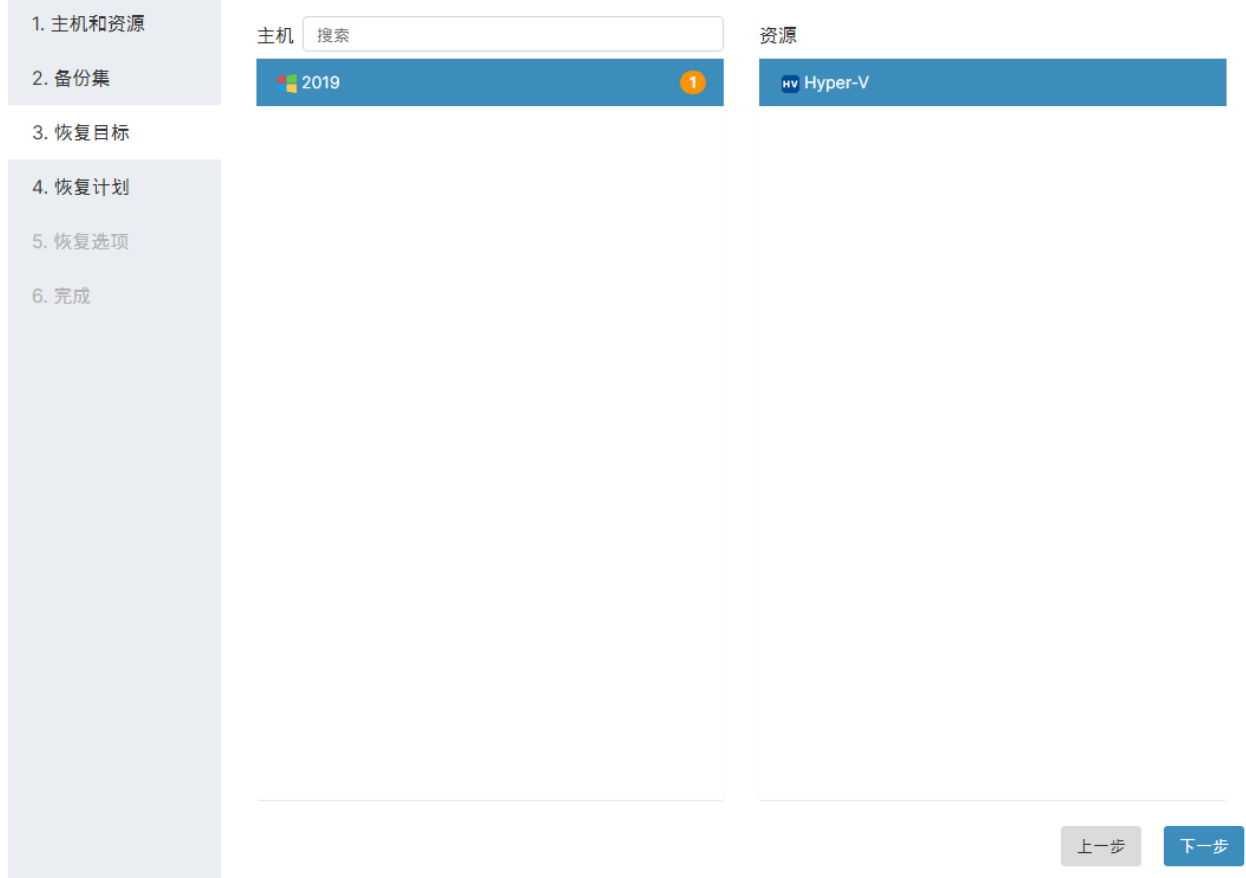 1. 主机和资源
2. 备份集
3. 恢复目标
4. 恢复计划
5. 恢复选项
6. 完成
主机 搜索
2019 1
资源
HV Hyper-V
上一步 下一步